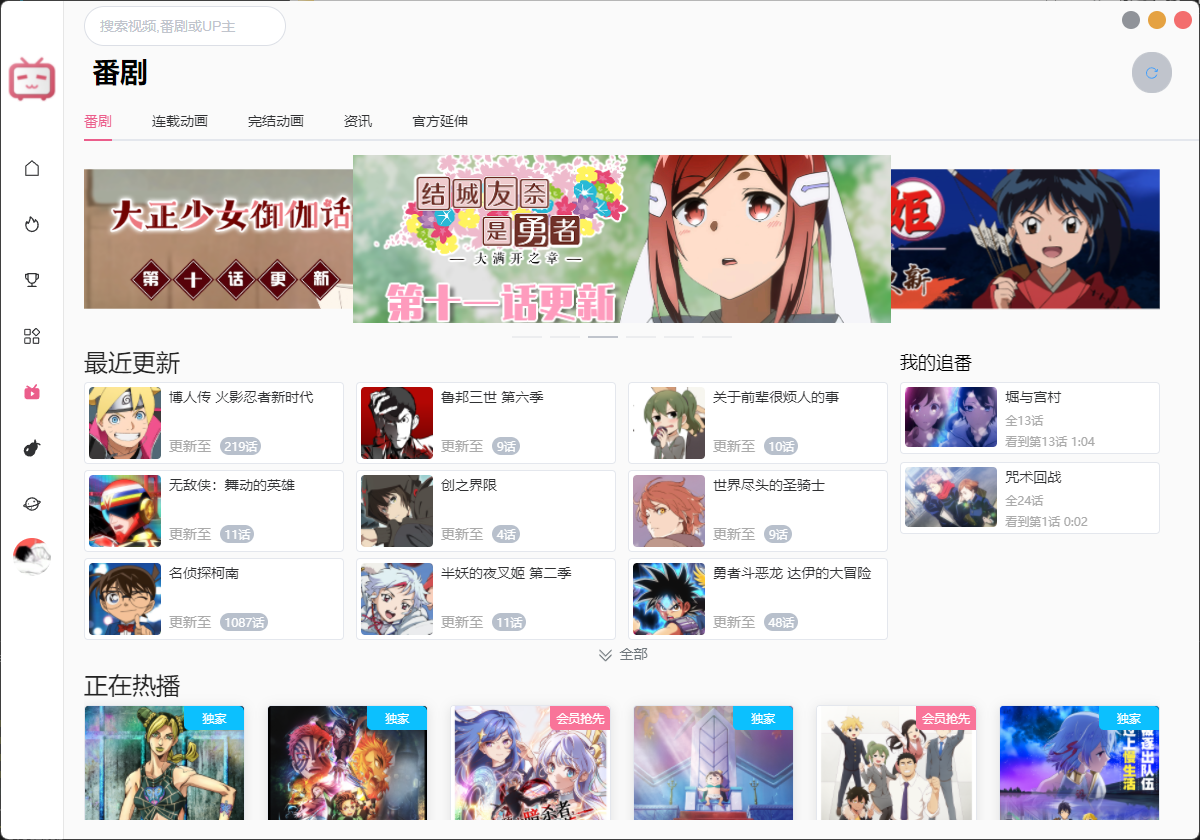 搜索视频,番剧或UP主
番剧
番剧 连载动画 完结动画 资讯 官方延伸
大正少女御伽话
第十话更新
结城友奈
是勇者
— 大满开之章 —
第十一话更新
姬
更新
最近更新
博人传 火影忍者新时代
更新至 219话
鲁邦三世 第六季
更新至 9话
关于前辈很烦人的事
更新至 10话
无敌侠：舞动的英雄
更新至 11话
创之界限
更新至 4话
世界尽头的圣骑士
更新至 9话
名侦探柯南
更新至 1087话
半妖的夜叉姬 第二季
更新至 11话
勇者斗恶龙 达伊的大冒险
更新至 48话
全部
我的追番
堀与宫村
全13话
看到第13话 1:04
咒术回战
全24话
看到第1话 0:02
正在热播
独家
独家
会员抢先
暗杀者
独家
会员抢先
独家
被逐出队伍
过上慢生活